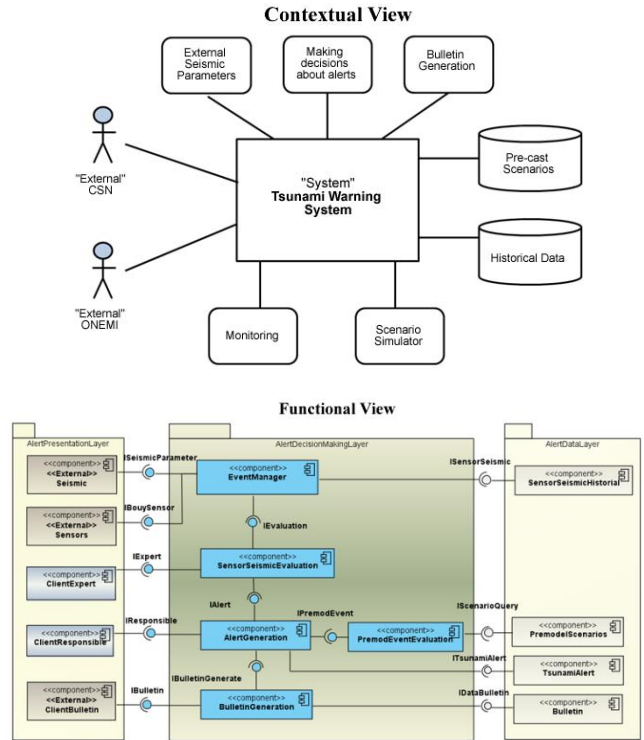 Contextual View
External
Seismic
Parameters
Making
decisions
about alerts
Bulletin
Generation
"External"
CSN
"System"
Tsunami Warning
System
Pre-cast
Scenarios
"External"
ONEMI
Historical Data
Monitoring
Scenario
Simulator
Functional View
AlertPresentationLayer
AlertDecisionMakingLayer
AlertDataLayer
<<component>>
<<External>>
Seismic
ISeismicParameter
<<component>>
EventManager
ISensorSeismic
<<component>>
SensorSeismicHistorial
<<component>>
<<External>>
Sensors
IBouySensor
IEvaluation
<<component>>
ClientExpert
IExpert
<<component>>
SensorSeismicEvaluation
IAlert
<<component>>
ClientResponsible
IResponsible
<<component>>
AlertGeneration
IPremodEvent
<<component>>
PremodEventEvaluation
IScenarioQuery
<<component>>
PremodelScenarios
ITsunamiAlert
<<component>>
TsunamiAlert
<<component>>
<<External>>
ClientBulletin
IBulletin
IBulletinGenerate
<<component>>
BulletinGeneration
IDataBulletin
<<component>>
Bulletin